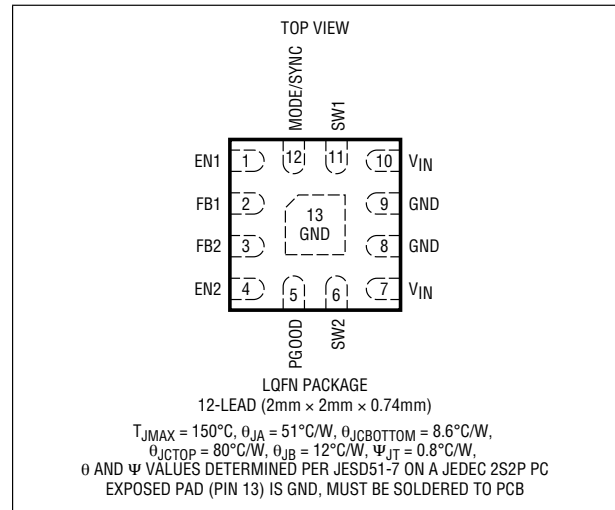 TOP VIEW
MODE/SYNC
SW1
12
11
EN1 1
10 VIN
FB1 2
9 GND
13
GND
FB2 3
8 GND
EN2 4
7 VIN
5
6
PGOOD
SW2
LQFN PACKAGE
12-LEAD (2mm × 2mm × 0.74mm)
TJMAX = 150°C, θJA = 51°C/W, θJCBOTTOM = 8.6°C/W,
θJCTOP = 80°C/W, θJB = 12°C/W, ΨJT = 0.8°C/W,
θ AND Ψ VALUES DETERMINED PER JESD51-7 ON A JEDEC 2S2P PC
EXPOSED PAD (PIN 13) IS GND, MUST BE SOLDERED TO PCB